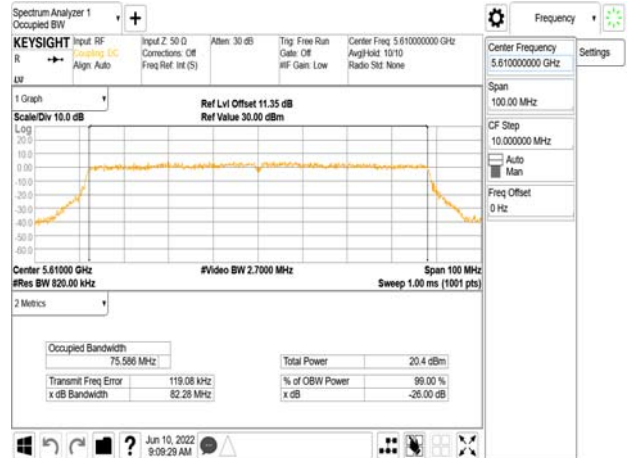 Spectrum Analyzer 1
Occupied BW
Frequency
KEYSIGHT Input: RF
Coupling: DC
Align: Auto
Input Z: 50 Ω
Corrections: Off
Freq Ref: Int (S)
Atten: 30 dB
Trig: Free Run
Gate: Off
#IF Gain: Low
Center Freq: 5.610000000 GHz
Avg|Hold: 10/10
Radio Std: None
R
Center Frequency
5.610000000 GHz
Settings
Span
100.00 MHz
CF Step
10.000000 MHz
Auto
Man
Freq Offset
0 Hz
1 Graph
Scale/Div 10.0 dB
Ref Lvl Offset 11.35 dB
Ref Value 30.00 dBm
Log
20.0
10.0
0.00
-10.0
-20.0
-30.0
-40.0
-50.0
-60.0
Center 5.61000 GHz
#Res BW 820.00 kHz
#Video BW 2.7000 MHz
Span 100 MHz
Sweep 1.00 ms (1001 pts)
2 Metrics
Occupied Bandwidth
75.586 MHz
Transmit Freq Error 119.08 kHz
x dB Bandwidth 82.28 MHz
Total Power 20.4 dBm
% of OBW Power 99.00 %
x dB -26.00 dB
?
Jun 10, 2022
9:09:29 AM